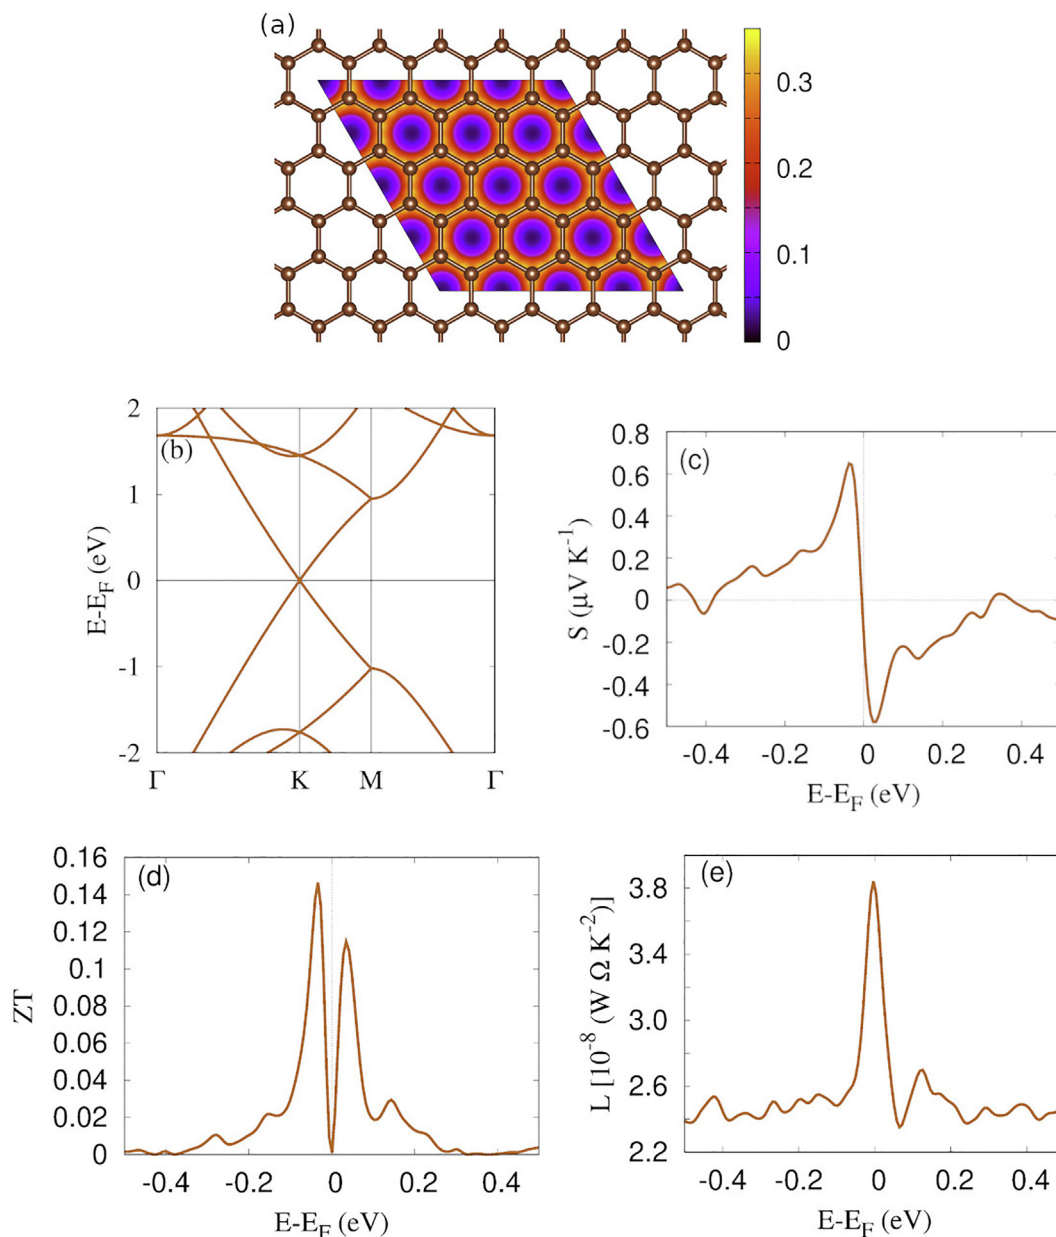 (a)
0.3
0.2
0.1
0
(b)
2
1
0
-1
-2
E-E_F (eV)
Γ K M Γ
(c)
0.8
0.6
0.4
0.2
0
-0.2
-0.4
-0.6
S (μV K⁻¹)
-0.4 -0.2 0 0.2 0.4
E-E_F (eV)
(d)
0.16
0.14
0.12
0.1
0.08
0.06
0.04
0.02
0
ZT
-0.4 -0.2 0 0.2 0.4
E-E_F (eV)
(e)
3.8
3.4
3.0
2.6
2.2
L [10⁻⁸ (W Ω K⁻²)]
-0.4 -0.2 0 0.2 0.4
E-E_F (eV)